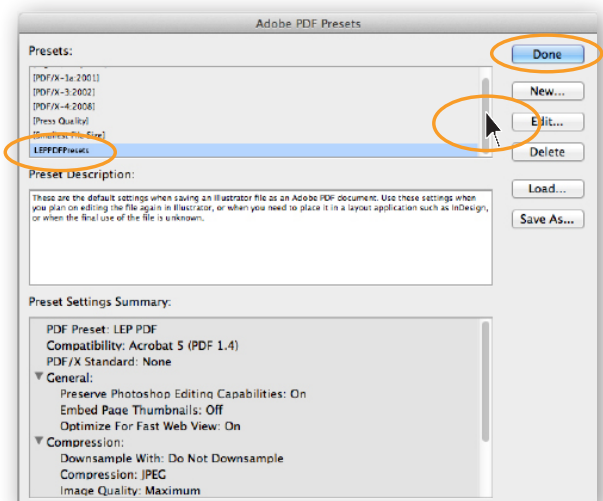 Adobe PDF Presets
Presets:
Done
[PDF/X-1a:2001]
[PDF/X-3:2002]
[PDF/X-4:2008]
[Press Quality]
[Smallest File Size]
LEPPDFPresets
New...
Edit...
Delete
Load...
Save As...
Preset Description:
These are the default settings when saving an Illustrator file as an Adobe PDF document. Use these settings when
you plan on editing the file again in Illustrator, or when you need to place it in a layout application such as InDesign,
or when the final use of the file is unknown.
Preset Settings Summary:
PDF Preset: LEP PDF
Compatibility: Acrobat 5 (PDF 1.4)
PDF/X Standard: None
General:
Preserve Photoshop Editing Capabilities: On
Embed Page Thumbnails: Off
Optimize For Fast Web View: On
Compression:
Downsample With: Do Not Downsample
Compression: JPEG
Image Quality: Maximum